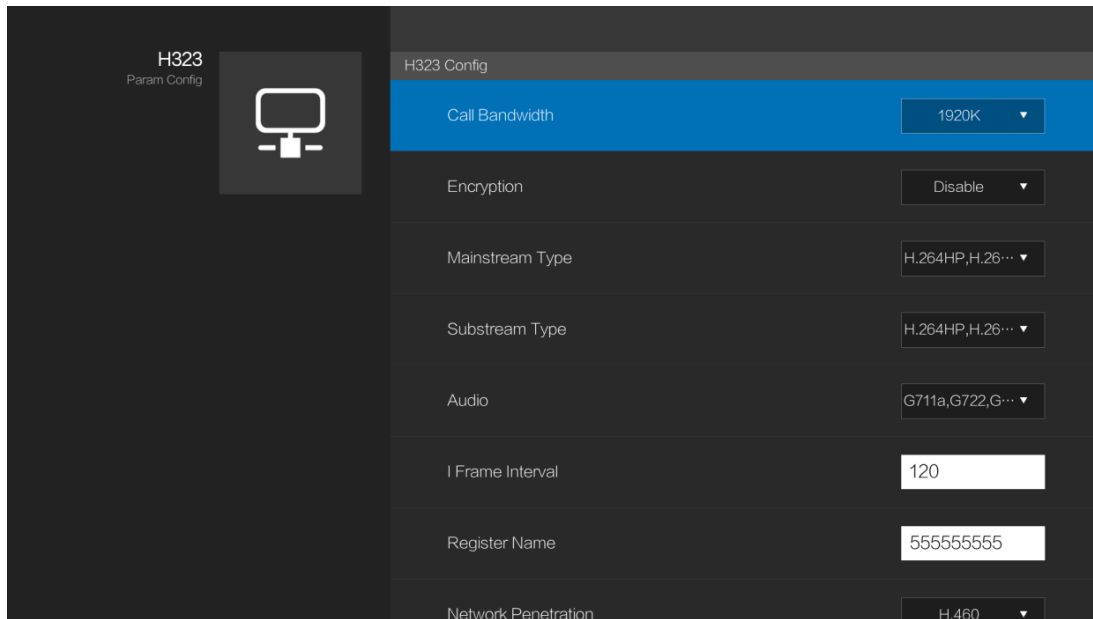 H323
Param Config
H323 Config
Call Bandwidth 1920K
Encryption Disable
Mainstream Type H.264HP,H.26···
Substream Type H.264HP,H.26···
Audio G711a,G722,G···
I Frame Interval 120
Register Name 555555555
Network Penetration H.460